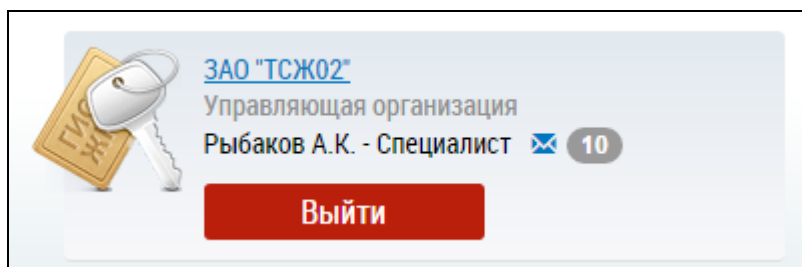 ЗАО "ТСЖ02"
Управляющая организация
Рыбаков А.К. - Специалист 10
Выйти